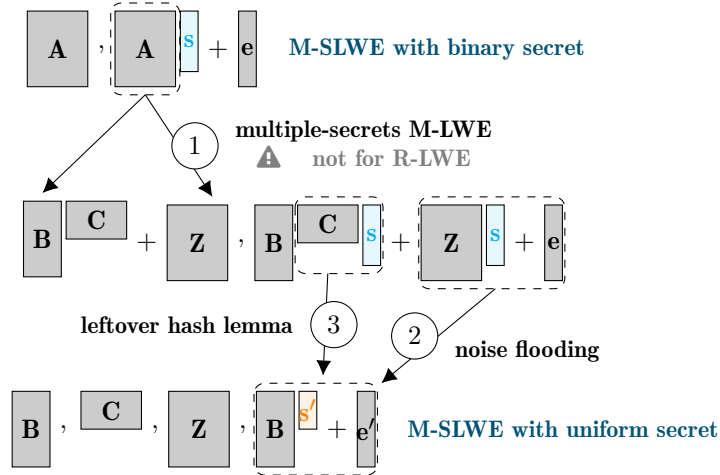 A , A s + e M-SLWE with binary secret
1 multiple-secrets M-LWE
not for R-LWE
B C + Z , B C s + Z s + e
leftover hash lemma 3 2 noise flooding
B , C , Z , B s′ + e′ M-SLWE with uniform secret